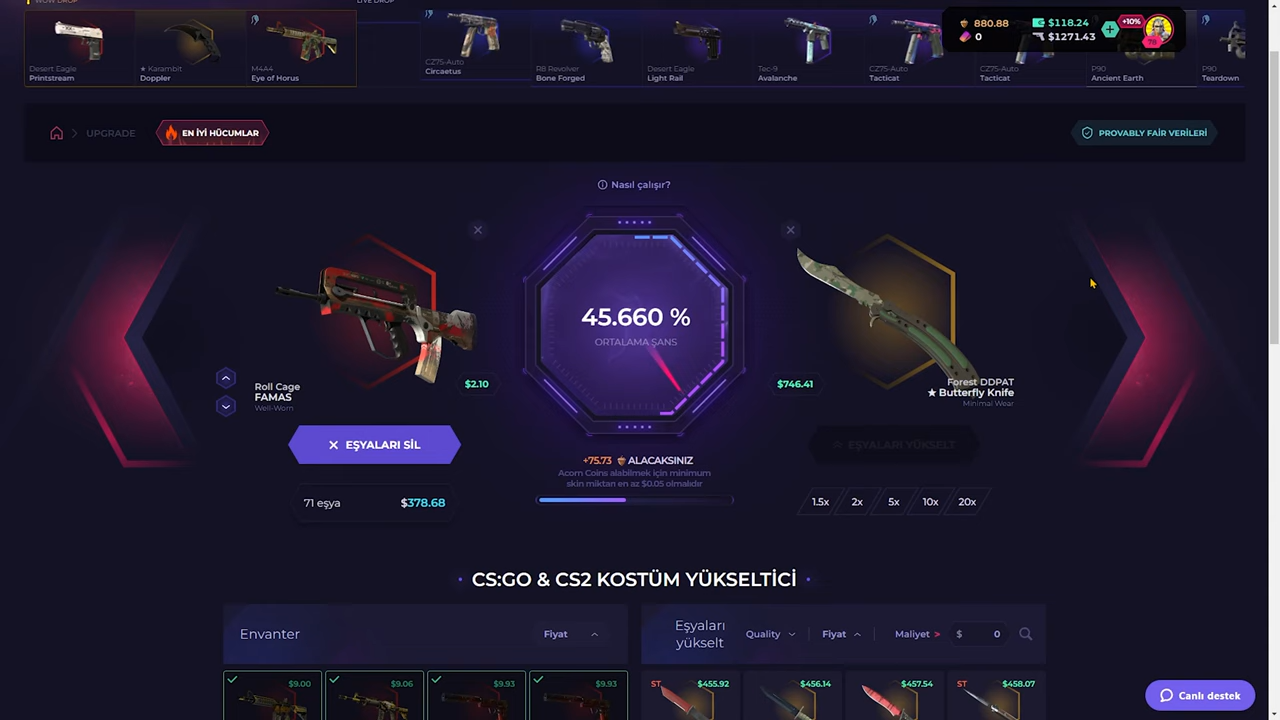 WOW DROP
LIVE DROP
Desert Eagle
Printstream
★ Karambit
Doppler
M4A4
Eye of Horus
CZ75-Auto
Circaetus
R8 Revolver
Bone Forged
Desert Eagle
Light Rail
Tec-9
Avalanche
CZ75-Auto
Tacticat
CZ75-Auto
Tacticat
P90
Ancient Earth
P90
Teardown
880.88
$118.24
+10%
0
$1271.43
78
UPGRADE
EN İYİ HÜCUMLAR
PROVABLY FAIR VERİLERİ
Nasıl çalışır?
45.660 %
ORTALAMA ŞANS
$2.10
Roll Cage
FAMAS
Well-Worn
$746.41
Forest DDPAT
★ Butterfly Knife
Minimal Wear
EŞYALARI SİL
☆ EŞYALARI YÜKSELT
+75.73 ALACAKSINIZ
Acorn Coins alabilmek için minimum
skin miktarı en az $0.05 olmalıdır
71 eşya
$378.68
1.5x
2x
5x
10x
20x
CS:GO & CS2 KOSTÜM YÜKSELTİCİ
Envanter
Fiyat
Eşyaları
yükselt
Quality
Fiyat
Maliyet >
$ 0
$9.00
$9.06
$9.93
$9.93
ST
$455.92
$456.14
$457.54
ST
$458.07
Canlı destek